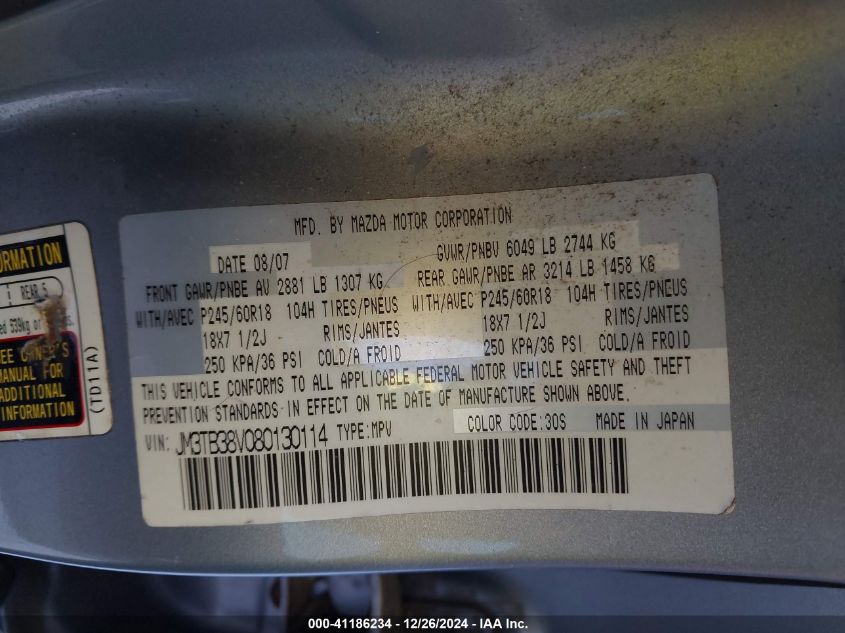 MFD. BY MAZDA MOTOR CORPORATION
DATE 08/07 GVWR/PNBV 6049 LB 2744 KG
FRONT GAWR/PNBE AV 2881 LB 1307 KG REAR GAWR/PNBE AR 3214 LB 1458 KG
WITH/AVEC P245/60R18 104H TIRES/PNEUS WITH/AVEC P245/60R18 104H TIRES/PNEUS
18X7 1/2J RIMS/JANTES 18X7 1/2J RIMS/JANTES
250 KPA/36 PSI COLD/A FROID 250 KPA/36 PSI COLD/A FROID
THIS VEHICLE CONFORMS TO ALL APPLICABLE FEDERAL MOTOR VEHICLE SAFETY AND THEFT
PREVENTION STANDARDS IN EFFECT ON THE DATE OF MANUFACTURE SHOWN ABOVE.
COLOR CODE:30S MADE IN JAPAN
VIN: JM3TB38V080130114 TYPE:MPV
ORMATION
REAR 5
ed 559kg or
EE OWNER'S
MANUAL FOR
ADDITIONAL
INFORMATION
(TD11A)
000-41186234 - 12/26/2024 - IAA Inc.